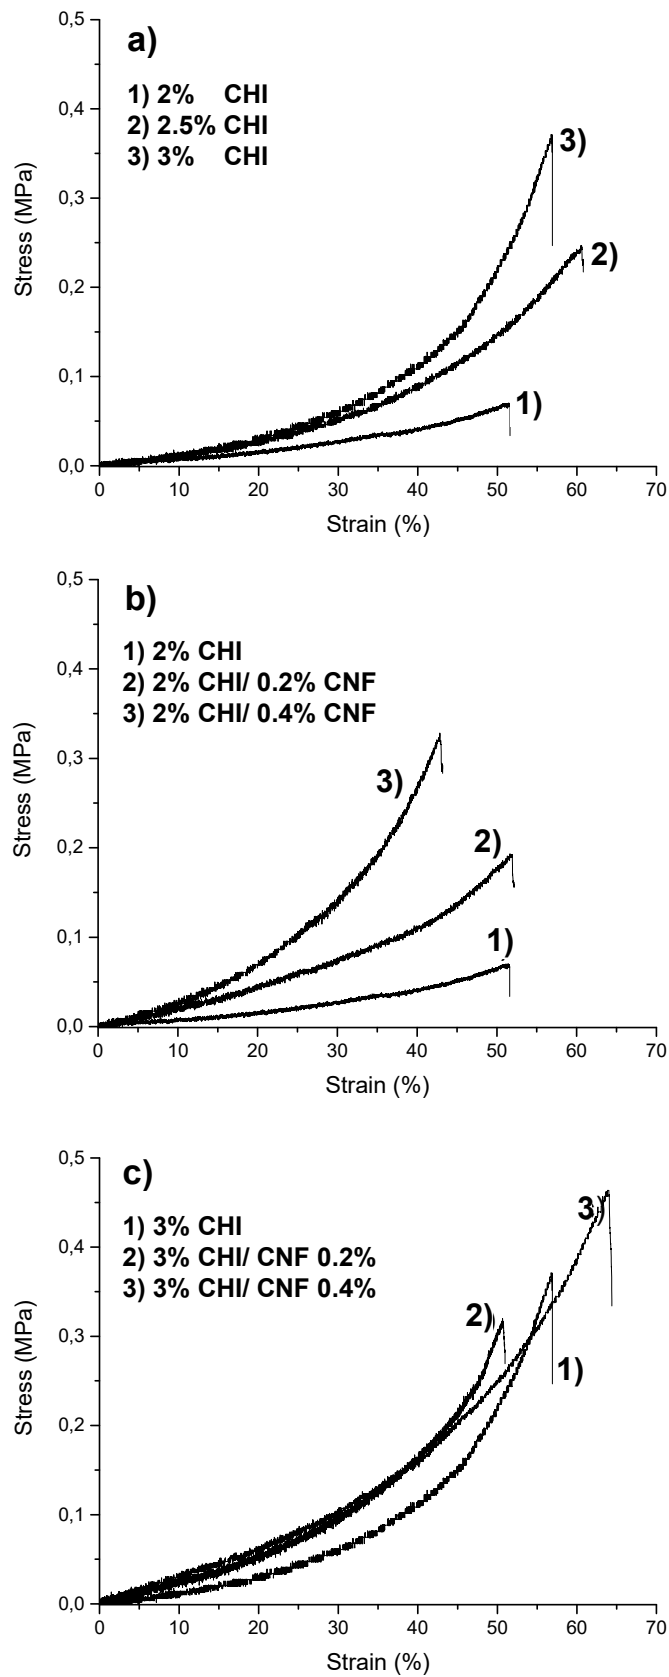 a)
1) 2% CHI
2) 2.5% CHI
3) 3% CHI
0,5
0,4
0,3
0,2
0,1
0,0
Stress (MPa)
3)
2)
1)
0 10 20 30 40 50 60 70
Strain (%)
b)
1) 2% CHI
2) 2% CHI/ 0.2% CNF
3) 2% CHI/ 0.4% CNF
0,5
0,4
0,3
0,2
0,1
0,0
Stress (MPa)
3)
2)
1)
0 10 20 30 40 50 60 70
Strain (%)
c)
1) 3% CHI
2) 3% CHI/ CNF 0.2%
3) 3% CHI/ CNF 0.4%
0,5
0,4
0,3
0,2
0,1
0,0
Stress (MPa)
3)
2)
1)
0 10 20 30 40 50 60 70
Strain (%)